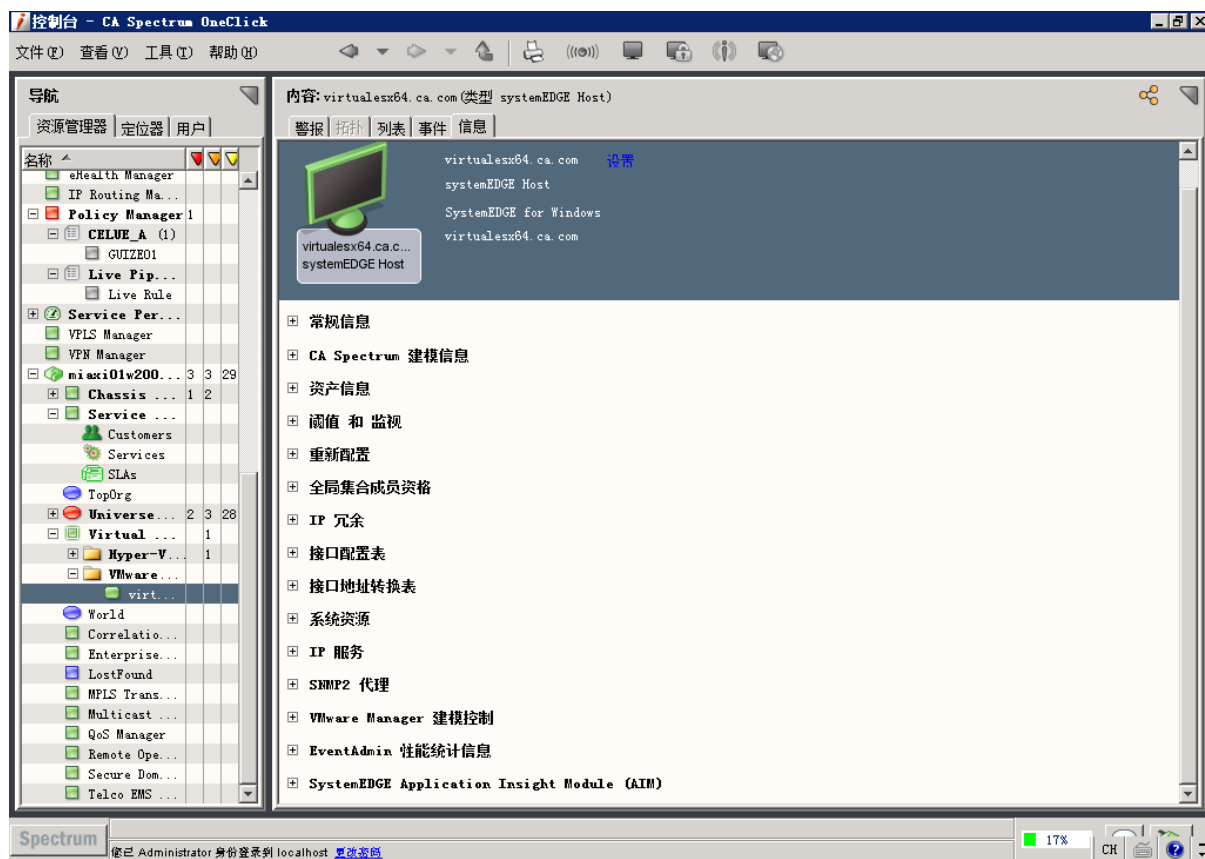 控制台 - CA Spectrum OneClick
文件(F) 查看(V) 工具(T) 帮助(H)
导航
资源管理器 定位器 用户
名称
eHealth Manager
IP Routing Ma...
Policy Manager 1
CELUE_A (1)
GUIZE01
Live Pip...
Live Rule
Service Per...
VPLS Manager
VPN Manager
miaxi01w200... 3 3 29
Chassis ... 1 2
Service ...
Customers
Services
SLAs
TopOrg
Universe... 2 3 28
Virtual ... 1
Hyper-V... 1
VMware...
virt...
World
Correlatio...
Enterprise...
LostFound
MPLS Trans...
Multicast ...
QoS Manager
Remote Ope...
Secure Dom...
Telco EMS ...
内容: virtualesx64.ca.com(类型 systemEDGE Host)
警报 拓扑 列表 事件 信息
virtualesx64.ca.com 设置
systemEDGE Host
SystemEDGE for Windows
virtualesx64.ca.com
virtualesx64.ca.c...
systemEDGE Host
常规信息
CA Spectrum 建模信息
资产信息
阈值 和 监视
重新配置
全局集合成员资格
IP 冗余
接口配置表
接口地址转换表
系统资源
IP 服务
SNMP2 代理
VMware Manager 建模控制
EventAdmin 性能统计信息
SystemEDGE Application Insight Module (AIM)
Spectrum
您已 Administrator 身份登录到 localhost 更改密码
17%
CH